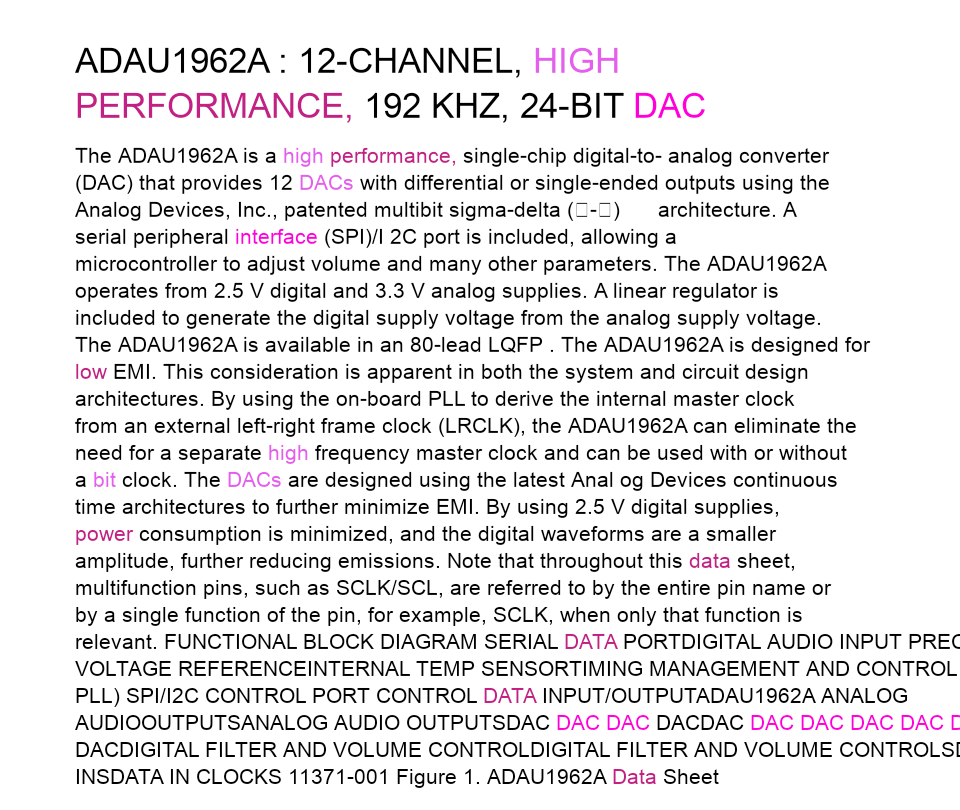 ADAU1962A : 12-CHANNEL, HIGH
PERFORMANCE, 192 KHZ, 24-BIT DAC
The ADAU1962A is a high performance, single-chip digital-to- analog converter
(DAC) that provides 12 DACs with differential or single-ended outputs using the
Analog Devices, Inc., patented multibit sigma-delta (□-□) architecture. A
serial peripheral interface (SPI)/I 2C port is included, allowing a
microcontroller to adjust volume and many other parameters. The ADAU1962A
operates from 2.5 V digital and 3.3 V analog supplies. A linear regulator is
included to generate the digital supply voltage from the analog supply voltage.
The ADAU1962A is available in an 80-lead LQFP . The ADAU1962A is designed for
low EMI. This consideration is apparent in both the system and circuit design
architectures. By using the on-board PLL to derive the internal master clock
from an external left-right frame clock (LRCLK), the ADAU1962A can eliminate the
need for a separate high frequency master clock and can be used with or without
a bit clock. The DACs are designed using the latest Anal og Devices continuous
time architectures to further minimize EMI. By using 2.5 V digital supplies,
power consumption is minimized, and the digital waveforms are a smaller
amplitude, further reducing emissions. Note that throughout this data sheet,
multifunction pins, such as SCLK/SCL, are referred to by the entire pin name or
by a single function of the pin, for example, SCLK, when only that function is
relevant. FUNCTIONAL BLOCK DIAGRAM SERIAL DATA PORTDIGITAL AUDIO INPUT
VOLTAGE REFERENCEINTERNAL TEMP SENSORTIMING MANAGEMENT AND CONTROL
PLL) SPI/I2C CONTROL PORT CONTROL DATA INPUT/OUTPUTADAU1962A ANALOG
AUDIOOUTPUTSANALOG AUDIO OUTPUTSDAC DAC DAC DACDAC DAC DAC DAC DAC
DACDIGITAL FILTER AND VOLUME CONTROLDIGITAL FILTER AND VOLUME
INSDATA IN CLOCKS 11371-001 Figure 1. ADAU1962A Data Sheet